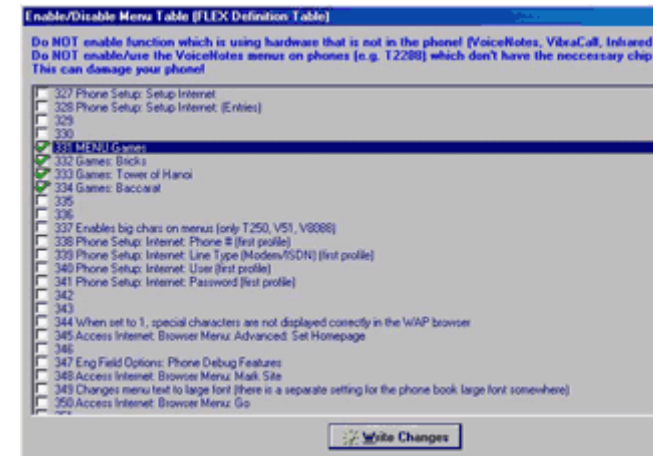 Enable/Disable Menu Table (FLEX Definition Table)
Do NOT enable function which is using hardware that is not in the phone! (VoiceNotes, VibraCall, Infrared
Do NOT enable/use the VoiceNotes menus on phones (e.g. T2288) which don't have the neccessary chip
This can damage your phone!
327 Phone Setup: Setup Internet
328 Phone Setup: Setup Internet: (Entries)
329
330
331 MENU:Games
332 Games: Bricks
333 Games: Tower of Hanoi
334 Games: Baccarat
335
336
337 Enables big chars on menus (only T250, V51, V8088)
338 Phone Setup: Internet: Phone # (first profile)
339 Phone Setup: Internet: Line Type (Modem/ISDN) (first profile)
340 Phone Setup: Internet: User (first profile)
341 Phone Setup: Internet: Password (first profile)
342
343
344 When set to 1, special characters are not displayed correctly in the WAP browser
345 Access Internet: Browser Menu: Advanced: Set Homepage
346
347 Eng Field Options: Phone Debug Features
348 Access Internet: Browser Menu: Mark Site
349 Changes menu text to large font (there is a separate setting for the phone book large font somewhere)
350 Access Internet: Browser Menu: Go
Write Changes